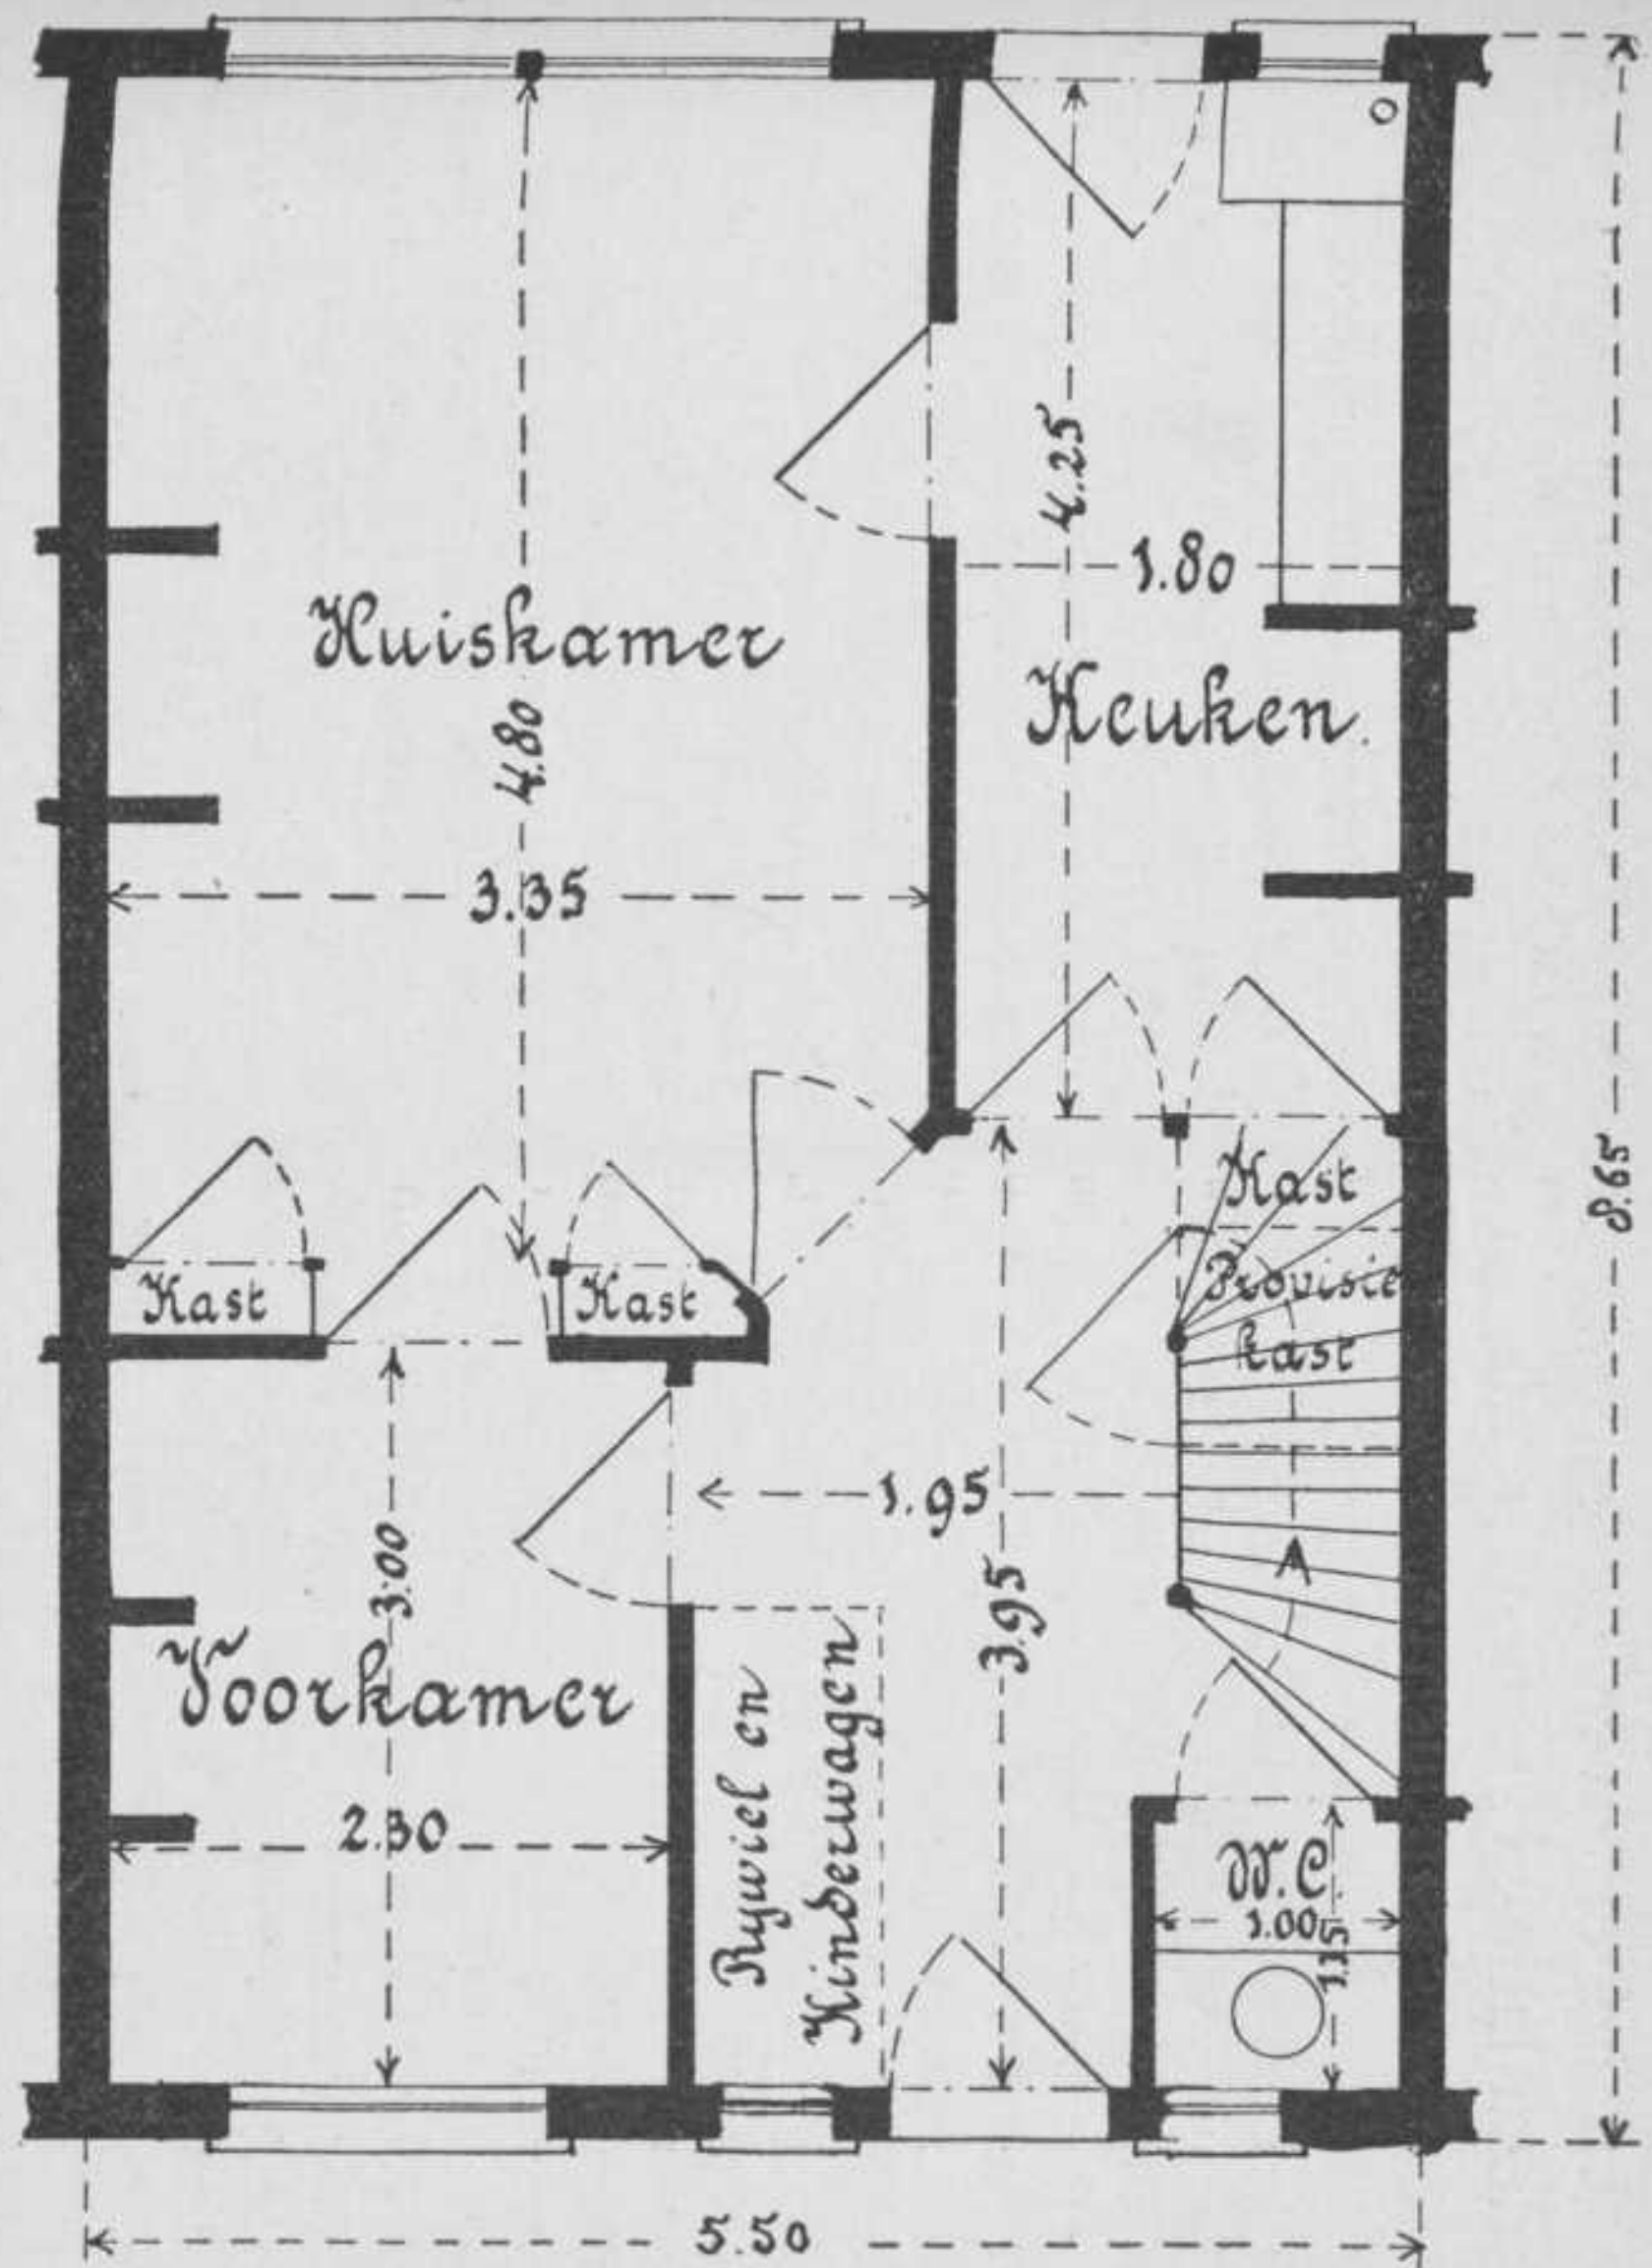 4.25
1.80
Huiskamer
Keuken.
4.80
3.35
8.65
Kast
Kast
Kast
Provisie
kast
1.95
3.00
3.95
Voorkamer
Rywiel en
Kinderwagen
2.30
W.C.
1.00
1.15
5.50